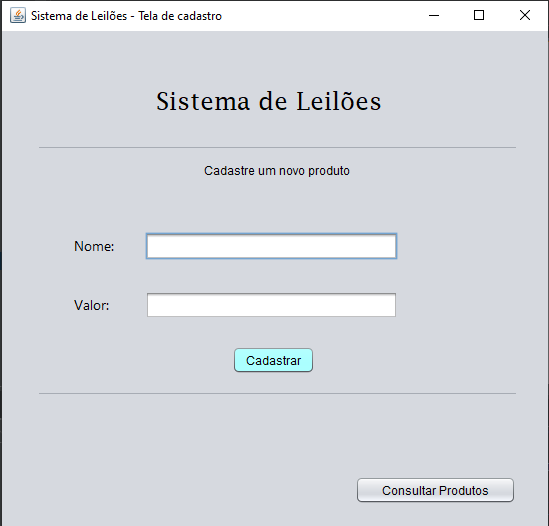 Sistema de Leilões - Tela de cadastro
Sistema de Leilões
Cadastre um novo produto
Nome:
Valor:
Cadastrar
Consultar Produtos